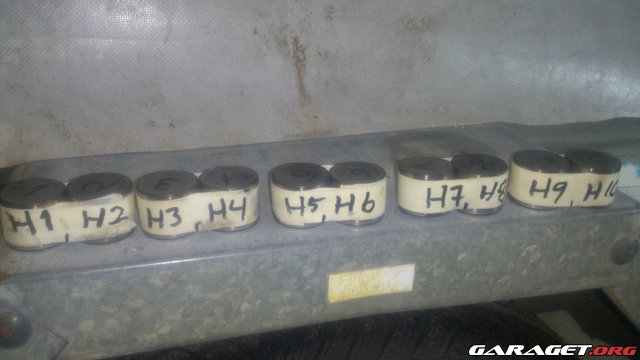 H1, H2 H3, H4 H5, H6 H7, H8 H9, H10
GARAGET.ORG